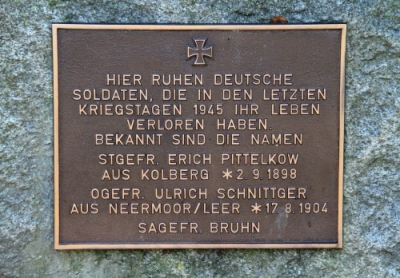 HIER RUHEN DEUTSCHE
SOLDATEN, DIE IN DEN LETZTEN
KRIEGSTAGEN 1945 IHR LEBEN
VERLOREN HABEN.
BEKANNT SIND DIE NAMEN
STGEFR. ERICH PITTELKOW
AUS KOLBERG *2.9.1898
OGEFR. ULRICH SCHNITTGER
AUS NEERMOOR/LEER *17.8.1904
SAGEFR. BRUHN